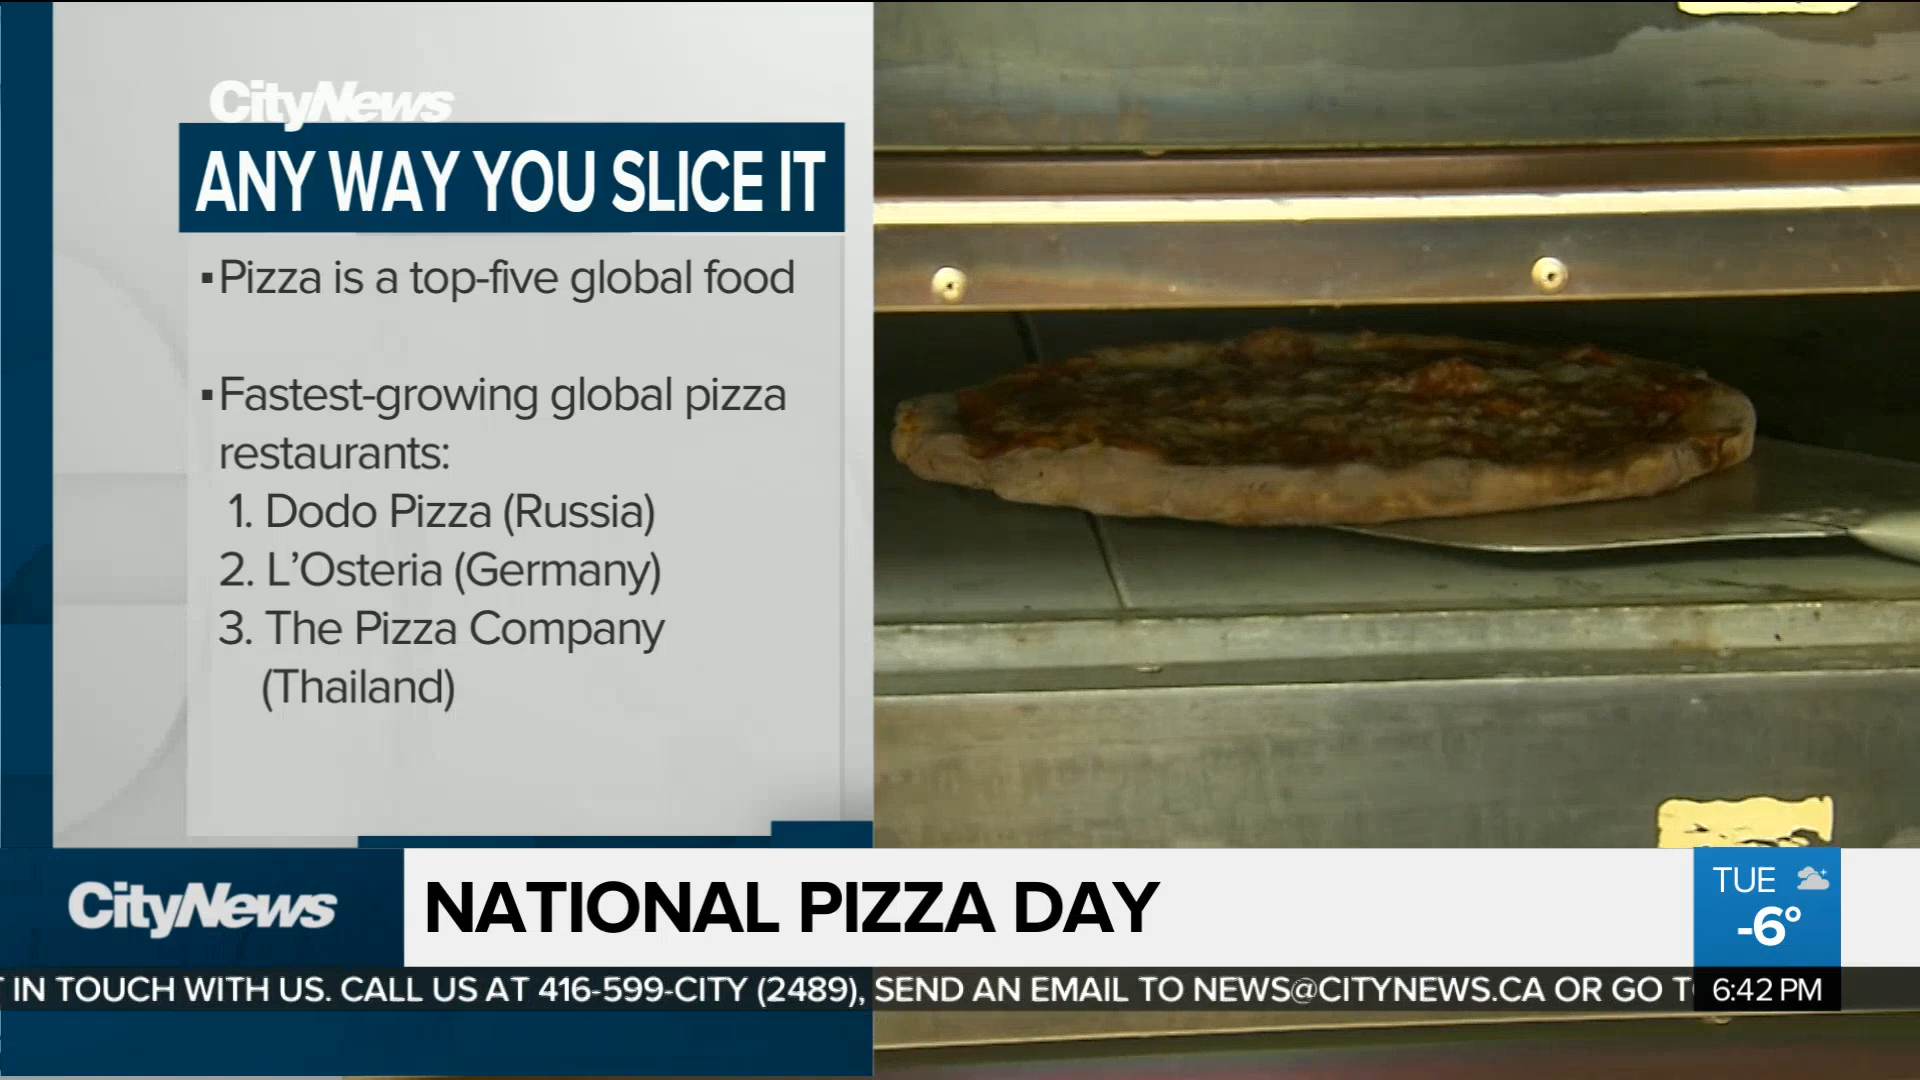 CityNews
ANY WAY YOU SLICE IT
▪Pizza is a top-five global food
▪Fastest-growing global pizza
restaurants:
1. Dodo Pizza (Russia)
2. L’Osteria (Germany)
3. The Pizza Company
(Thailand)
CityNews
NATIONAL PIZZA DAY
TUE
-6°
IN TOUCH WITH US. CALL US AT 416-599-CITY (2489), SEND AN EMAIL TO NEWS@CITYNEWS.CA OR GO
6:42 PM